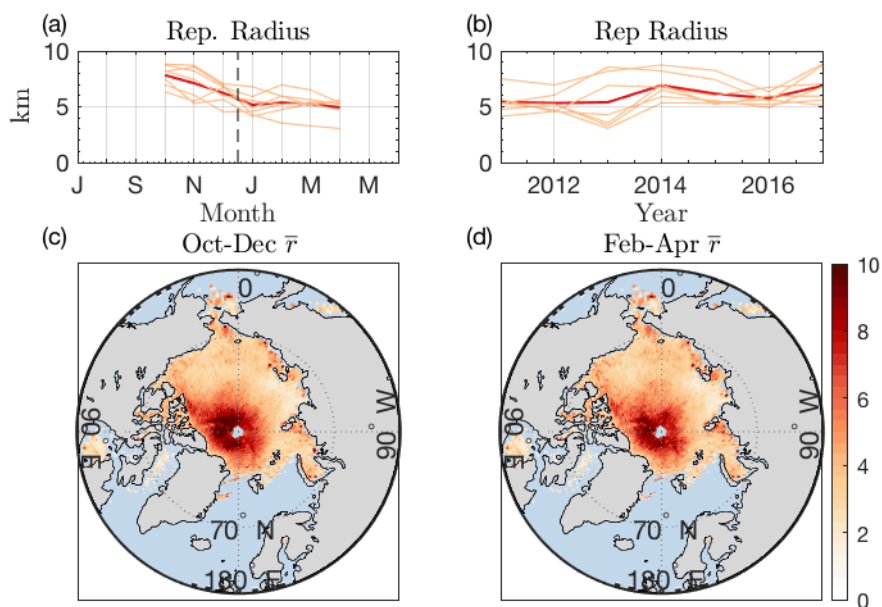 (a) Rep. Radius (b) Rep Radius
10 10
km 5 5
0 0
J S N J M M 2012 2014 2016
Month Year
(c) Oct-Dec r̅ (d) Feb-Apr r̅
0 0 10
8
90 E 90 W 90 E 90 W 6
4
70 N 70 N 2
180 E 180 E 0